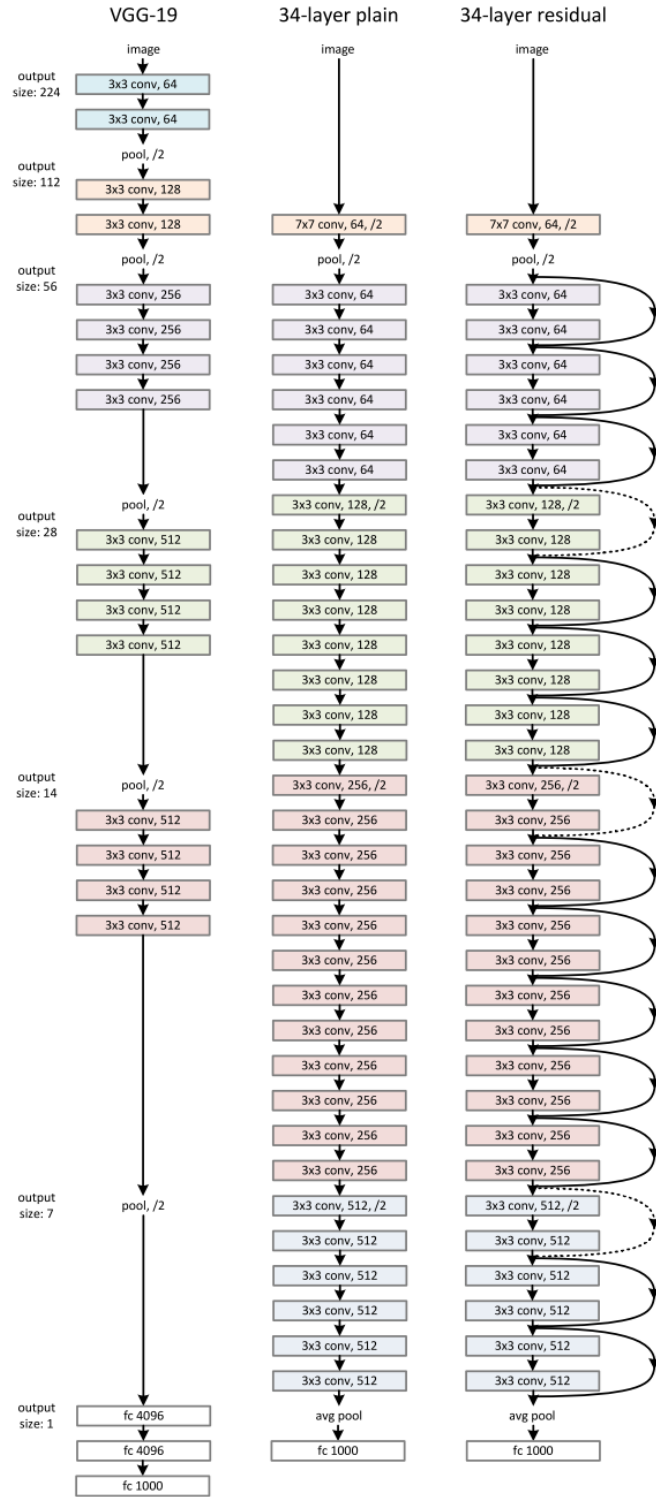 VGG-19
34-layer plain
34-layer residual
output
size: 224
image
3x3 conv, 64
3x3 conv, 64
pool, /2
output
size: 112
3x3 conv, 128
3x3 conv, 128
pool, /2
output
size: 56
3x3 conv, 256
3x3 conv, 256
3x3 conv, 256
3x3 conv, 256
pool, /2
output
size: 28
3x3 conv, 512
3x3 conv, 512
3x3 conv, 512
3x3 conv, 512
pool, /2
output
size: 14
3x3 conv, 512
3x3 conv, 512
3x3 conv, 512
3x3 conv, 512
output
size: 7
pool, /2
output
size: 1
fc 4096
fc 4096
fc 1000
image
7x7 conv, 64, /2
pool, /2
3x3 conv, 64
3x3 conv, 64
3x3 conv, 64
3x3 conv, 64
3x3 conv, 64
3x3 conv, 64
3x3 conv, 128, /2
3x3 conv, 128
3x3 conv, 128
3x3 conv, 128
3x3 conv, 128
3x3 conv, 128
3x3 conv, 128
3x3 conv, 128
3x3 conv, 256, /2
3x3 conv, 256
3x3 conv, 256
3x3 conv, 256
3x3 conv, 256
3x3 conv, 256
3x3 conv, 256
3x3 conv, 256
3x3 conv, 256
3x3 conv, 256
3x3 conv, 256
3x3 conv, 256
3x3 conv, 512, /2
3x3 conv, 512
3x3 conv, 512
3x3 conv, 512
3x3 conv, 512
3x3 conv, 512
avg pool
fc 1000
image
7x7 conv, 64, /2
pool, /2
3x3 conv, 64
3x3 conv, 64
3x3 conv, 64
3x3 conv, 64
3x3 conv, 64
3x3 conv, 64
3x3 conv, 128, /2
3x3 conv, 128
3x3 conv, 128
3x3 conv, 128
3x3 conv, 128
3x3 conv, 128
3x3 conv, 128
3x3 conv, 128
3x3 conv, 256, /2
3x3 conv, 256
3x3 conv, 256
3x3 conv, 256
3x3 conv, 256
3x3 conv, 256
3x3 conv, 256
3x3 conv, 256
3x3 conv, 256
3x3 conv, 256
3x3 conv, 256
3x3 conv, 256
3x3 conv, 512, /2
3x3 conv, 512
3x3 conv, 512
3x3 conv, 512
3x3 conv, 512
3x3 conv, 512
avg pool
fc 1000